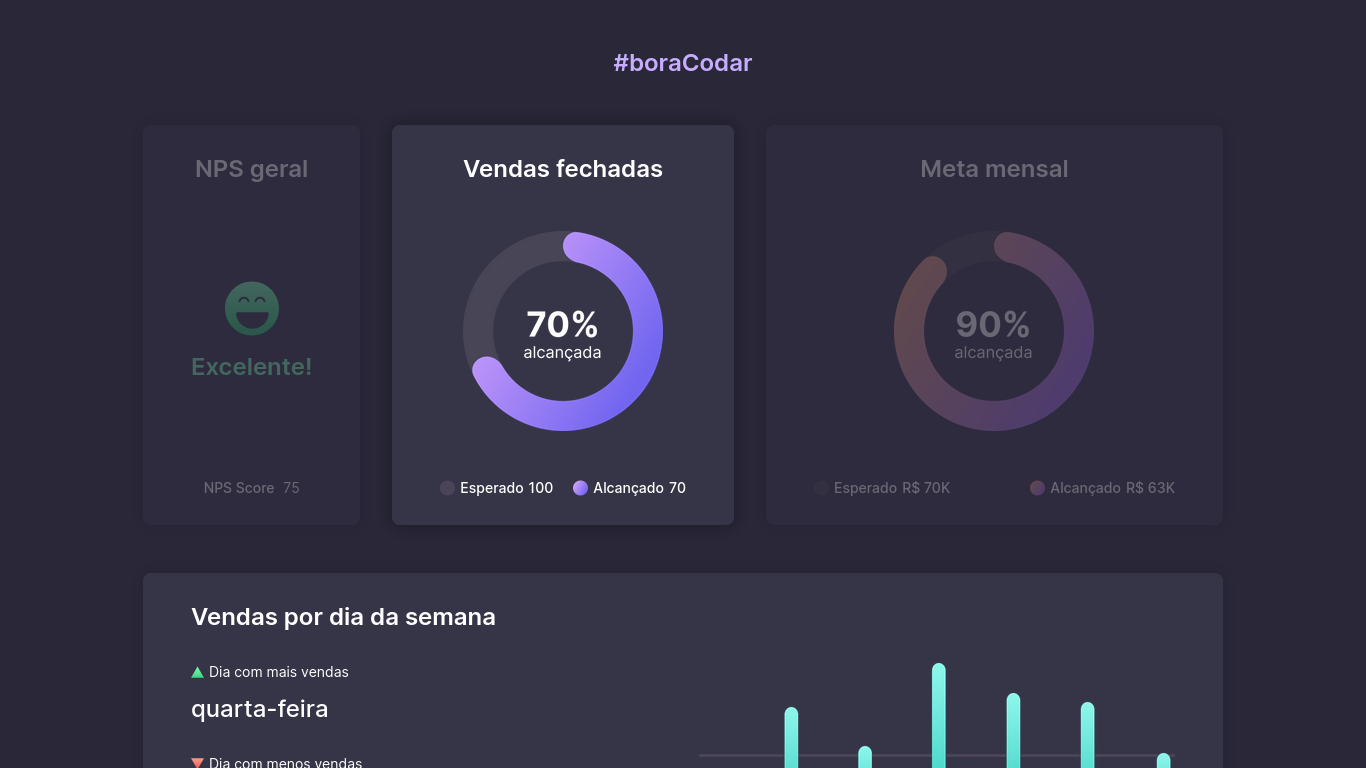 #boraCodar
NPS geral
Excelente!
NPS Score 75
Vendas fechadas
70%
alcançada
Esperado 100 Alcançado 70
Meta mensal
90%
alcançada
Esperado R$ 70K Alcançado R$ 63K
Vendas por dia da semana
Dia com mais vendas
quarta-feira
Dia com menos vendas